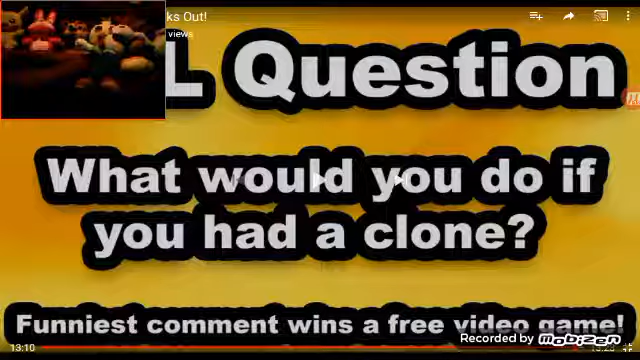 ks Out!
views
L Question
What would you do if
you had a clone?
Funniest comment wins a free video game!
13:10
Recorded by mobizen